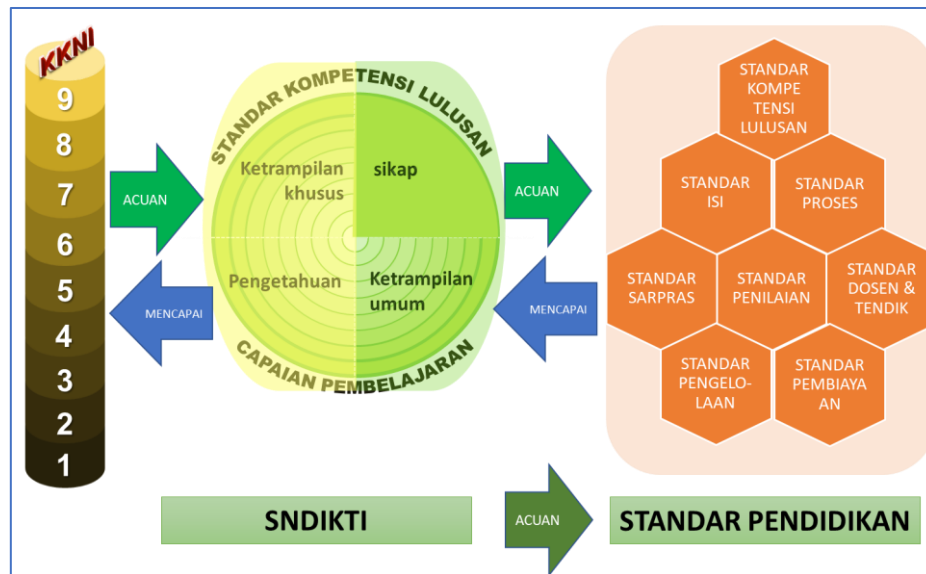 KKNI
9
8
7
6
5
4
3
2
1
ACUAN
MENCAPAI
STANDAR KOMPETENSI LULUSAN
Ketrampilan
khusus
sikap
Pengetahuan
Ketrampilan
umum
CAPAIAN PEMBELAJARAN
ACUAN
MENCAPAI
STANDAR
KOMPE
TENSI
LULUSAN
STANDAR
ISI
STANDAR
PROSES
STANDAR
SARPRAS
STANDAR
PENILAIAN
STANDAR
DOSEN &
TENDIK
STANDAR
PENGELO-
LAAN
STANDAR
PEMBIAYA
AN
SNDIKTI
ACUAN
STANDAR PENDIDIKAN